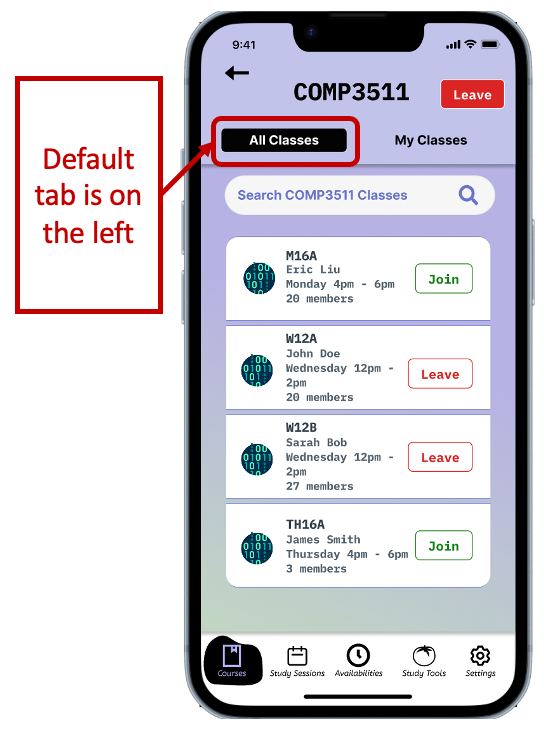 9:41
COMP3511
Leave
Default
tab is on
the left
All Classes
My Classes
Search COMP3511 Classes
M16A
Eric Liu
Monday 4pm - 6pm
20 members
Join
W12A
John Doe
Wednesday 12pm -
2pm
20 members
Leave
W12B
Sarah Bob
Wednesday 12pm -
2pm
27 members
Leave
TH16A
James Smith
Thursday 4pm - 6pm
3 members
Join
Courses
Study Sessions
Availabilities
Study Tools
Settings